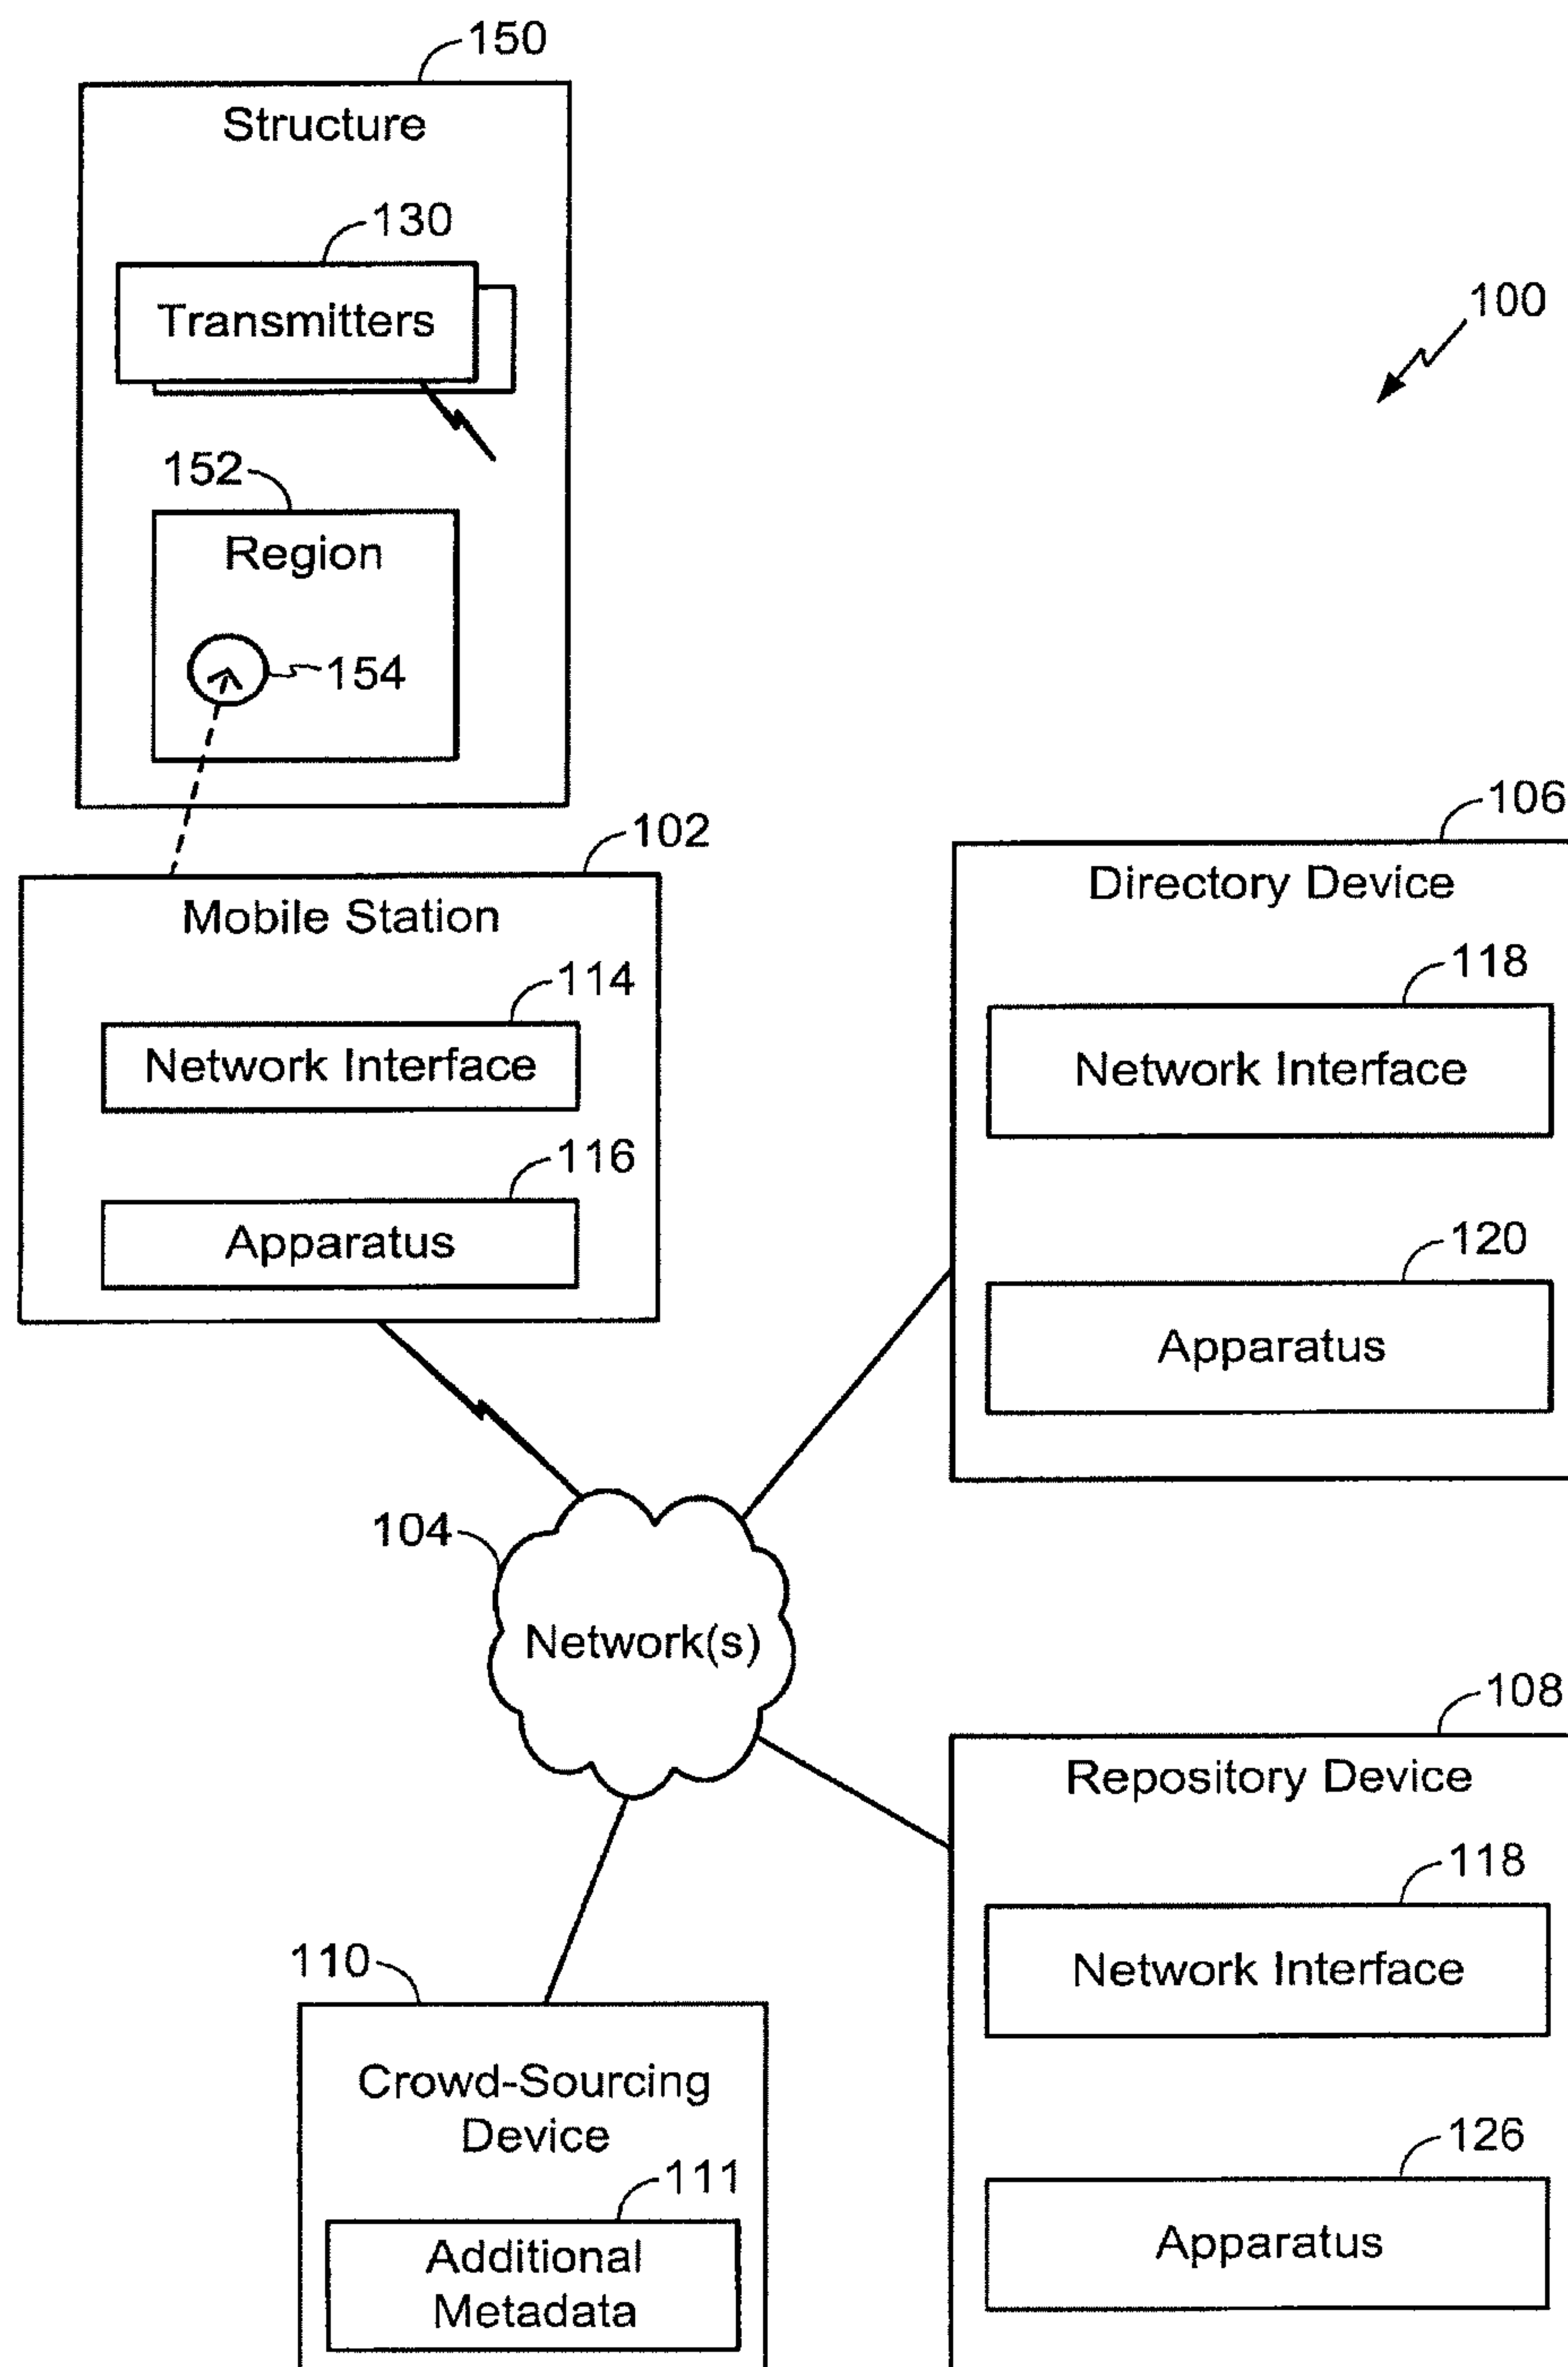 150
Structure
130
Transmitters
100
152
Region
154
102
Mobile Station
114
Network Interface
116
Apparatus
106
Directory Device
118
Network Interface
120
Apparatus
104
Network(s)
108
Repository Device
118
Network Interface
126
Apparatus
110
Crowd-Sourcing
Device
111
Additional
Metadata